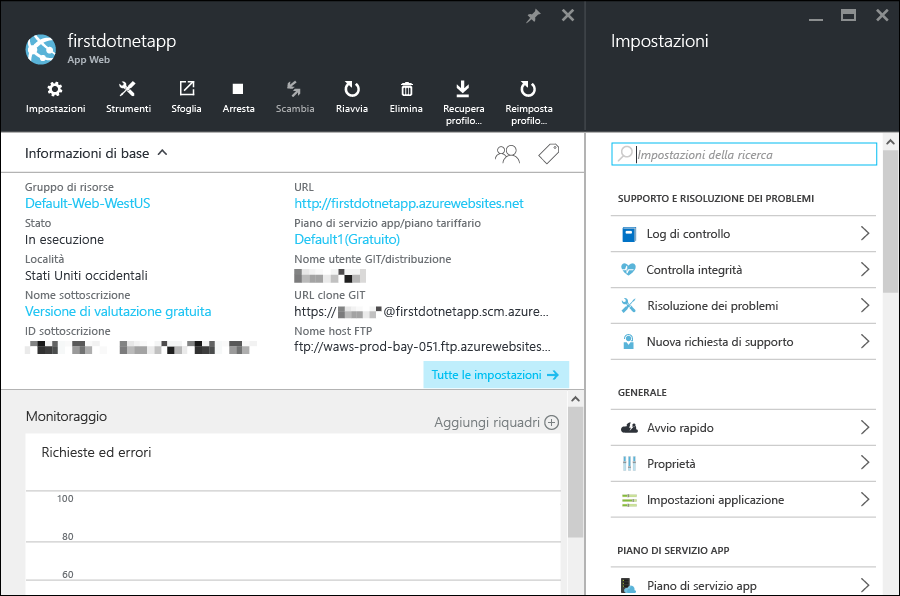 firstdotnetapp
App Web
Impostazioni
Strumenti
Sfoglia
Arresta
Scambia
Riavvia
Elimina
Recupera
profilo...
Reimposta
profilo...
Informazioni di base
Gruppo di risorse
Default-Web-WestUS
Stato
In esecuzione
Località
Stati Uniti occidentali
Nome sottoscrizione
Versione di valutazione gratuita
ID sottoscrizione
URL
http://firstdotnetapp.azurewebsites.net
Piano di servizio app/piano tariffario
Default1(Gratuito)
Nome utente GIT/distribuzione
URL clone GIT
https:// @firstdotnetapp.scm.azure...
Nome host FTP
ftp://waws-prod-bay-051.ftp.azurewebsites...
Tutte le impostazioni
Monitoraggio
Aggiungi riquadri
Richieste ed errori
100
80
60
Impostazioni
Impostazioni della ricerca
SUPPORTO E RISOLUZIONE DEI PROBLEMI
Log di controllo
Controlla integrità
Risoluzione dei problemi
Nuova richiesta di supporto
GENERALE
Avvio rapido
Proprietà
Impostazioni applicazione
PIANO DI SERVIZIO APP
Piano di servizio app